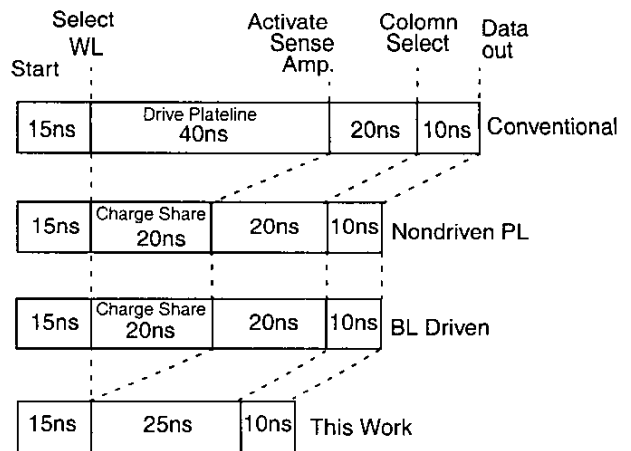 Select
WL
Start
Activate
Sense
Amp.
Colomn
Select
Data
out
15ns
Drive Plateline
40ns
20ns
10ns
Conventional
15ns
Charge Share
20ns
20ns
10ns
Nondriven PL
15ns
Charge Share
20ns
20ns
10ns
BL Driven
15ns
25ns
10ns
This Work